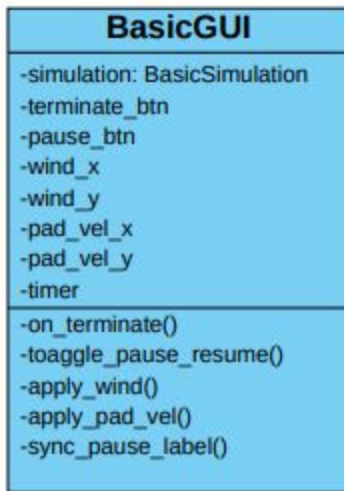 BasicGUI
-simulation: BasicSimulation
-terminate_btn
-pause_btn
-wind_x
-wind_y
-pad_vel_x
-pad_vel_y
-timer
-on_terminate()
-toaggle_pause_resume()
-apply_wind()
-apply_pad_vel()
-sync_pause_label()